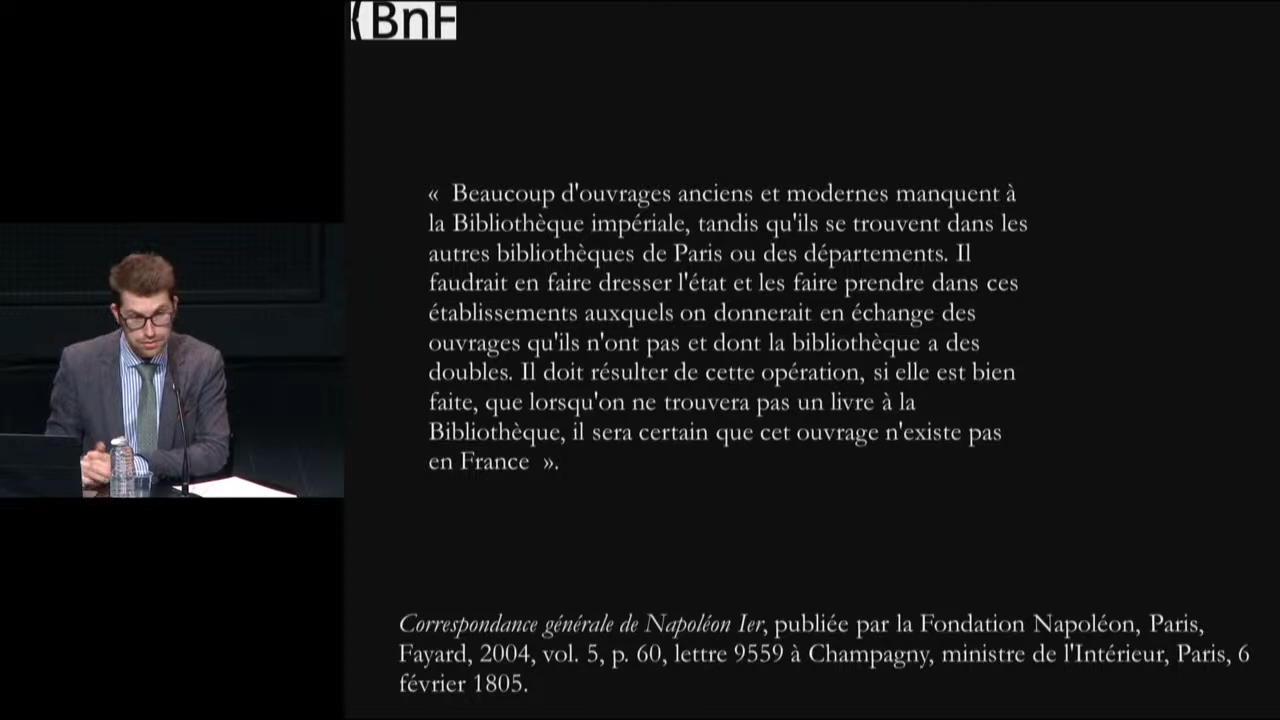 BnF
«  Beaucoup d'ouvrages anciens et modernes manquent à
la Bibliothèque impériale, tandis qu'ils se trouvent dans les
autres bibliothèques de Paris ou des départements. Il
faudrait en faire dresser l'état et les faire prendre dans ces
établissements auxquels on donnerait en échange des
ouvrages qu'ils n'ont pas et dont la bibliothèque a des
doubles. Il doit résulter de cette opération, si elle est bien
faite, que lorsqu'on ne trouvera pas un livre à la
Bibliothèque, il sera certain que cet ouvrage n'existe pas
en France  ».
Correspondance générale de Napoléon Ier, publiée par la Fondation Napoléon, Paris,
Fayard, 2004, vol. 5, p. 60, lettre 9559 à Champagny, ministre de l'Intérieur, Paris, 6
février 1805.